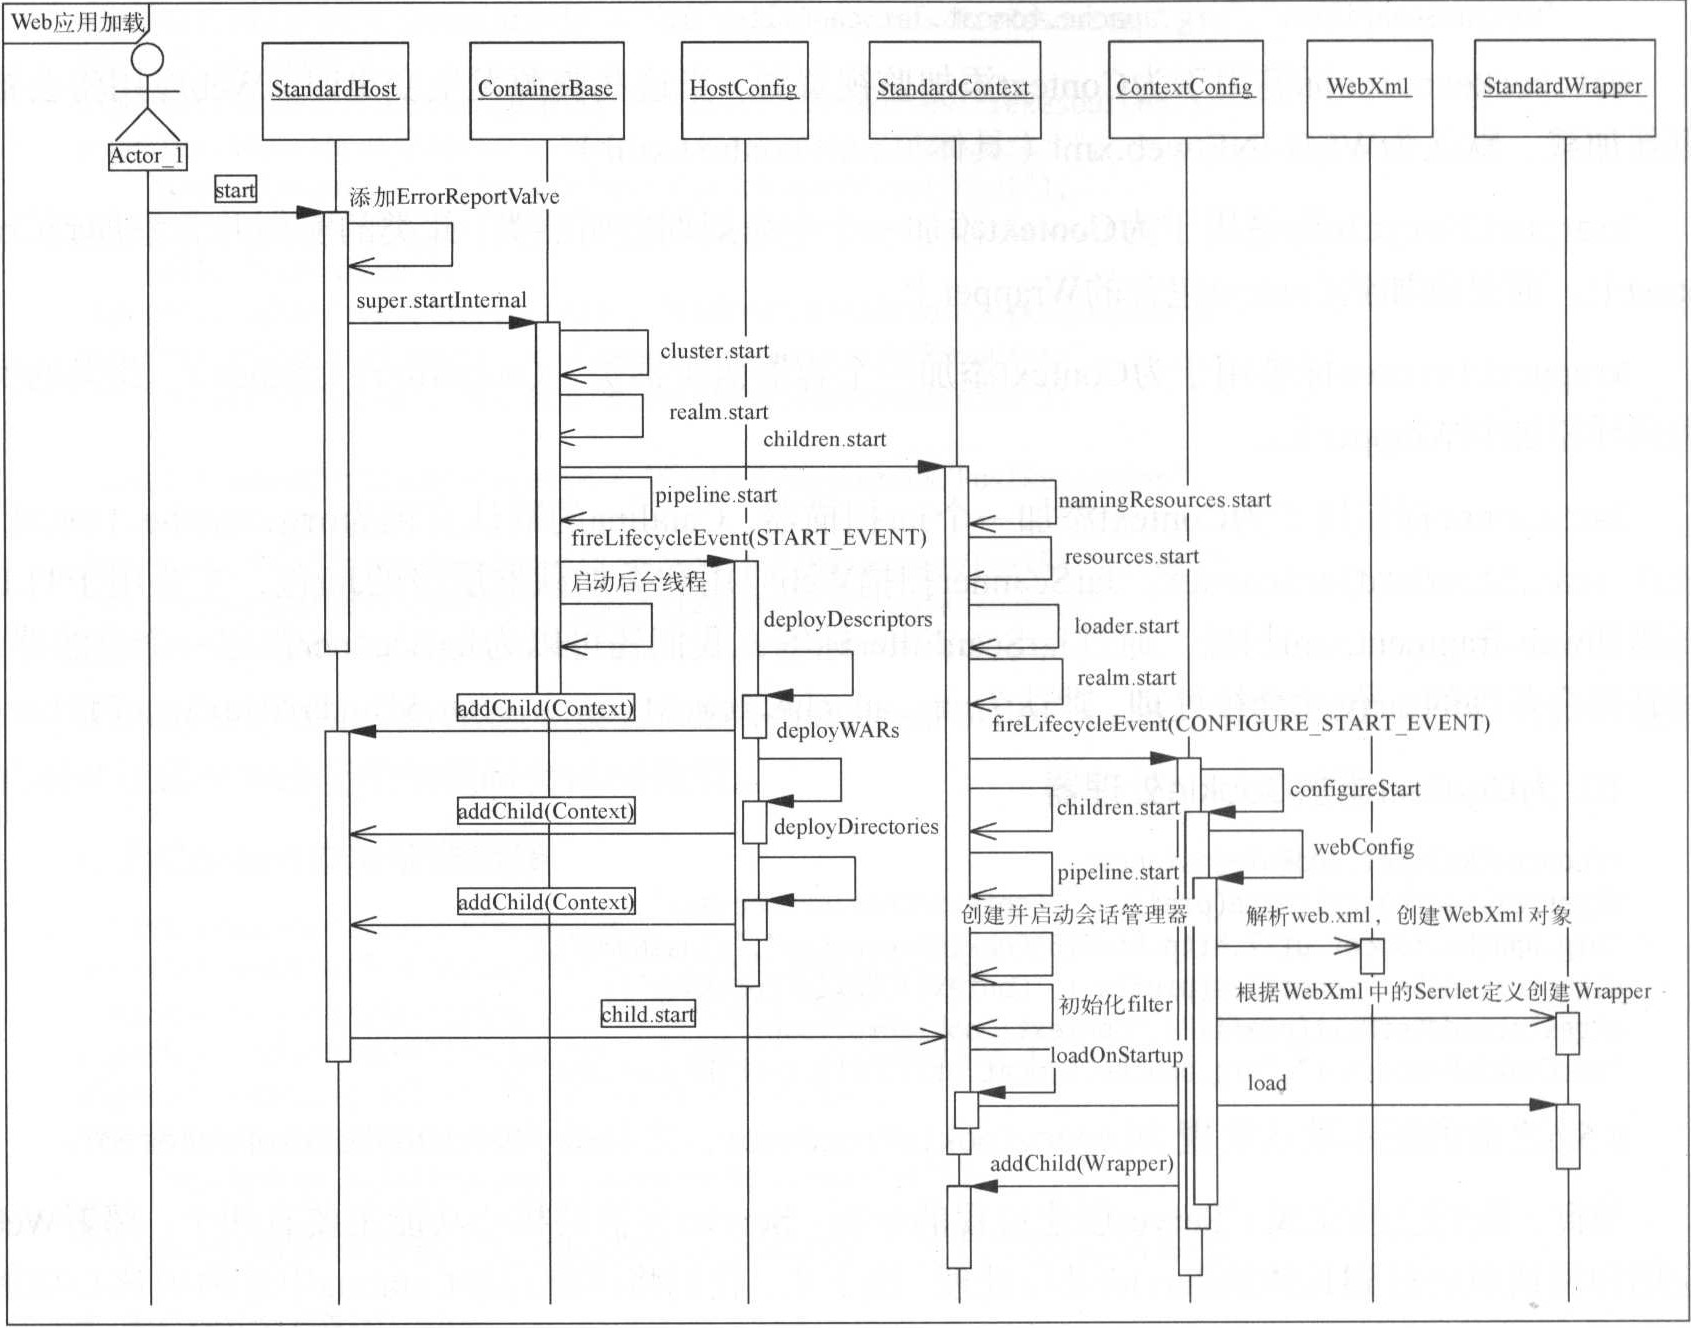 Web应用加载
StandardHost
ContainerBase
HostConfig
StandardContext
ContextConfig
WebXml
StandardWrapper
Actor_1
start
添加ErrorReportValve
super.startInternal
cluster.start
realm.start
children.start
pipeline.start
namingResources.start
fireLifecycleEvent(START_EVENT)
resources.start
启动后台线程
deployDescriptors
loader.start
realm.start
addChild(Context)
fireLifecycleEvent(CONFIGURE_START_EVENT)
deployWARs
configureStart
children.start
addChild(Context)
deployDirectories
webConfig
pipeline.start
addChild(Context)
创建并启动会话管理器
解析web.xml，创建WebXml对象
根据WebXml中的Servlet定义创建Wrapper
初始化filter
child.start
loadOnStartup
load
addChild(Wrapper)